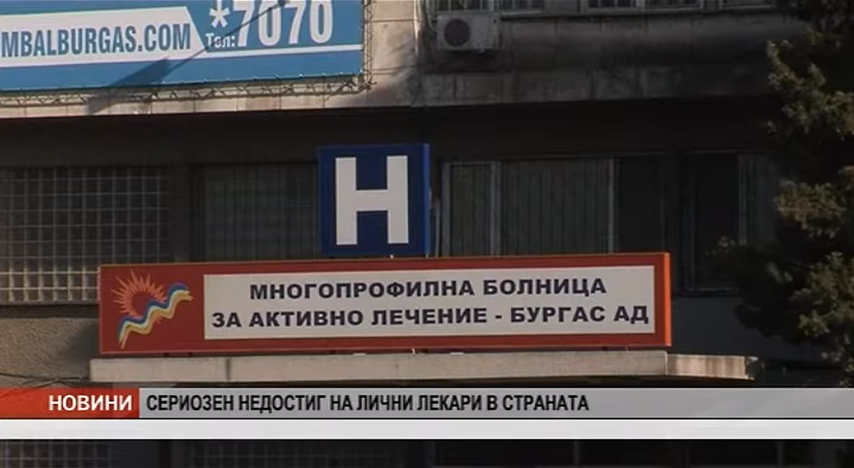 MBALBURGAS.COM
Тел: *7070
H
МНОГОПРОФИЛНА БОЛНИЦА
ЗА АКТИВНО ЛЕЧЕНИЕ - БУРГАС АД
НОВИНИ СЕРИОЗЕН НЕДОСТИГ НА ЛИЧНИ ЛЕКАРИ В СТРАНАТА